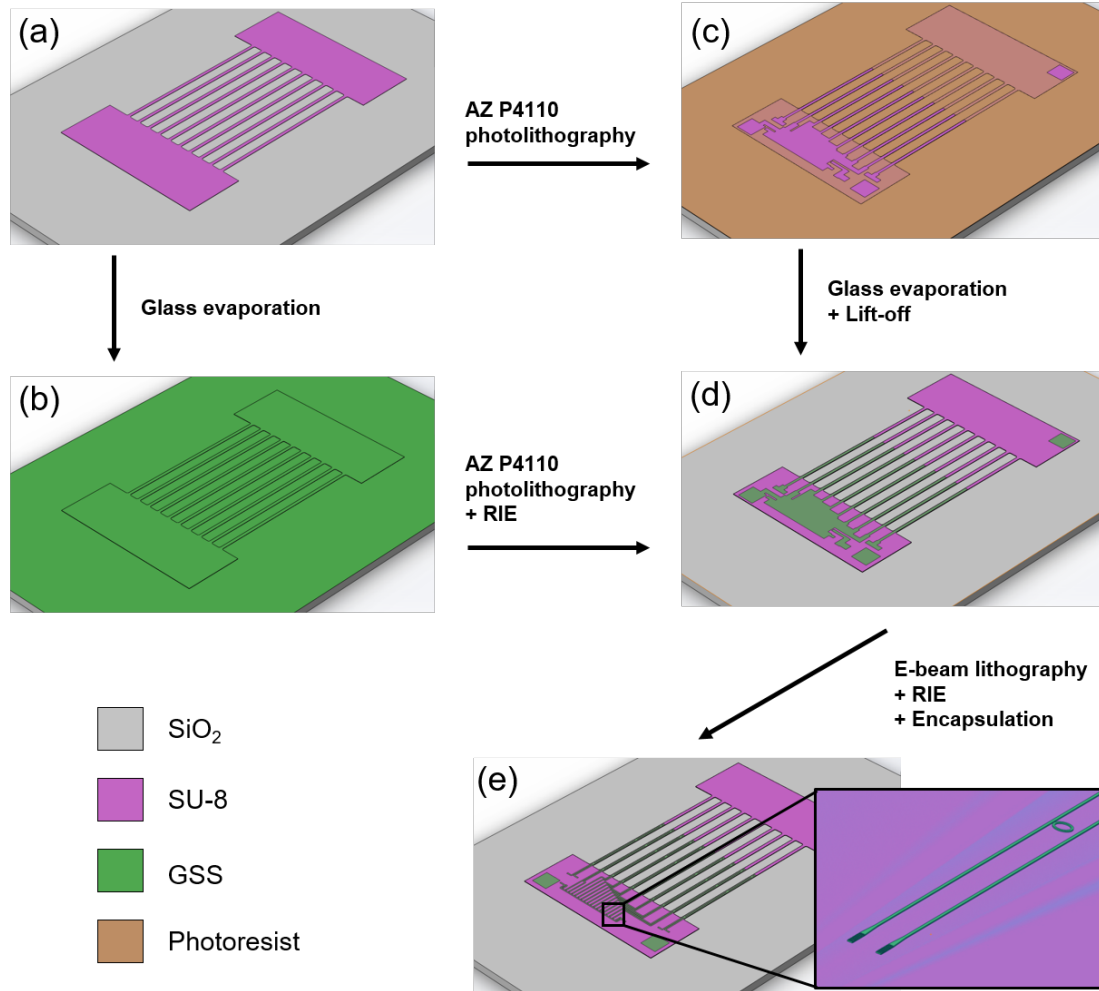 (a)
AZ P4110
photolithography
(c)
Glass evaporation
Glass evaporation
+ Lift-off
(b)
AZ P4110
photolithography
+ RIE
(d)
E-beam lithography
+ RIE
+ Encapsulation
SiO₂
SU-8
GSS
Photoresist
(e)